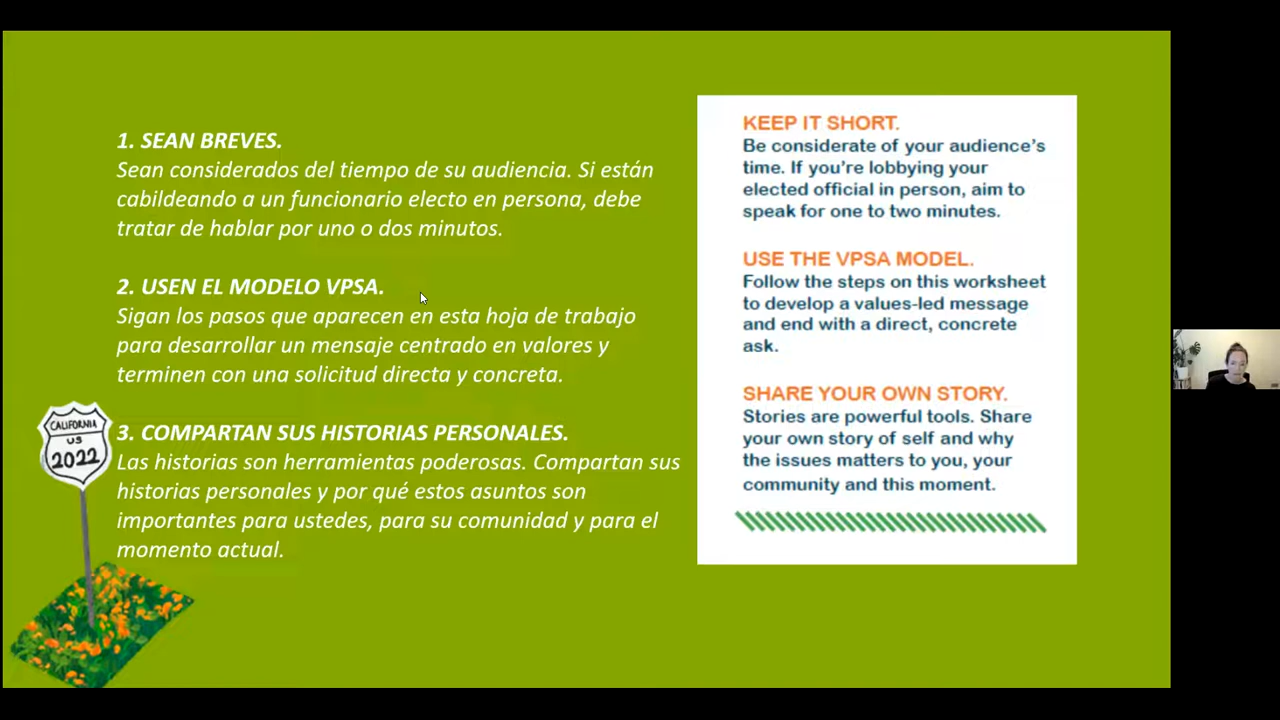 1. SEAN BREVES.
Sean considerados del tiempo de su audiencia. Si están
cabildeando a un funcionario electo en persona, debe
tratar de hablar por uno o dos minutos.
2. USEN EL MODELO VPSA.
Sigan los pasos que aparecen en esta hoja de trabajo
para desarrollar un mensaje centrado en valores y
terminen con una solicitud directa y concreta.
3. COMPARTAN SUS HISTORIAS PERSONALES.
Las historias son herramientas poderosas. Compartan sus
historias personales y por qué estos asuntos son
importantes para ustedes, para su comunidad y para el
momento actual.
CALIFORNIA
US
2022
KEEP IT SHORT.
Be considerate of your audience's
time. If you're lobbying your
elected official in person, aim to
speak for one to two minutes.
USE THE VPSA MODEL.
Follow the steps on this worksheet
to develop a values-led message
and end with a direct, concrete
ask.
SHARE YOUR OWN STORY.
Stories are powerful tools. Share
your own story of self and why
the issues matters to you, your
community and this moment.